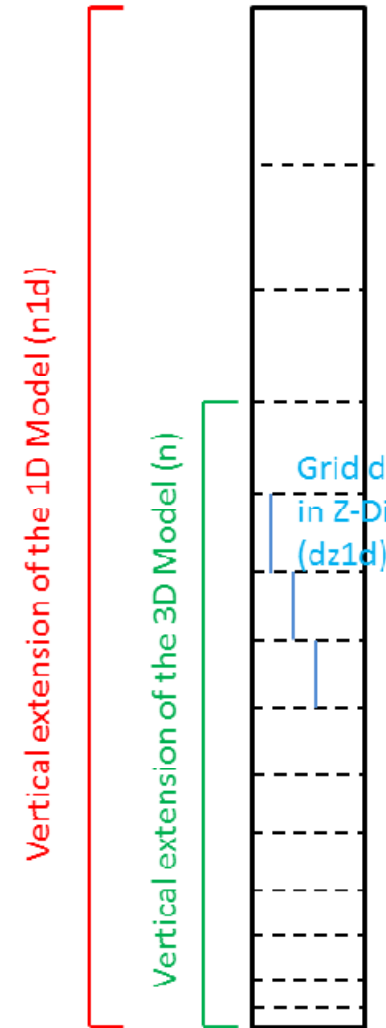 Vertical extension of the 1D Model (n1d)
Vertical extension of the 3D Model (n)
Grid d
in Z-Di
(dz1d)